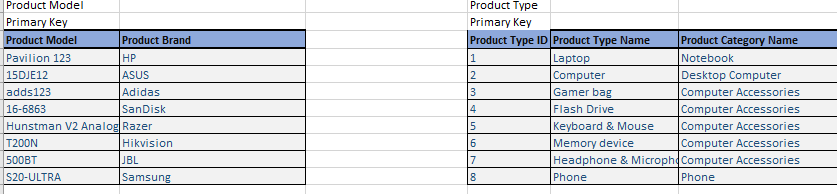 Product Model Product Type
Primary Key Primary Key
Product Model Product Brand Product Type ID Product Type Name Product Category Name
Pavilion 123 HP 1 Laptop Notebook
15DJE12 ASUS 2 Computer Desktop Computer
adds123 Adidas 3 Gamer bag Computer Accessories
16-6863 SanDisk 4 Flash Drive Computer Accessories
Hunstman V2 Analog Razer 5 Keyboard & Mouse Computer Accessories
T200N Hikvision 6 Memory device Computer Accessories
500BT JBL 7 Headphone & Micropho Computer Accessories
S20-ULTRA Samsung 8 Phone Phone